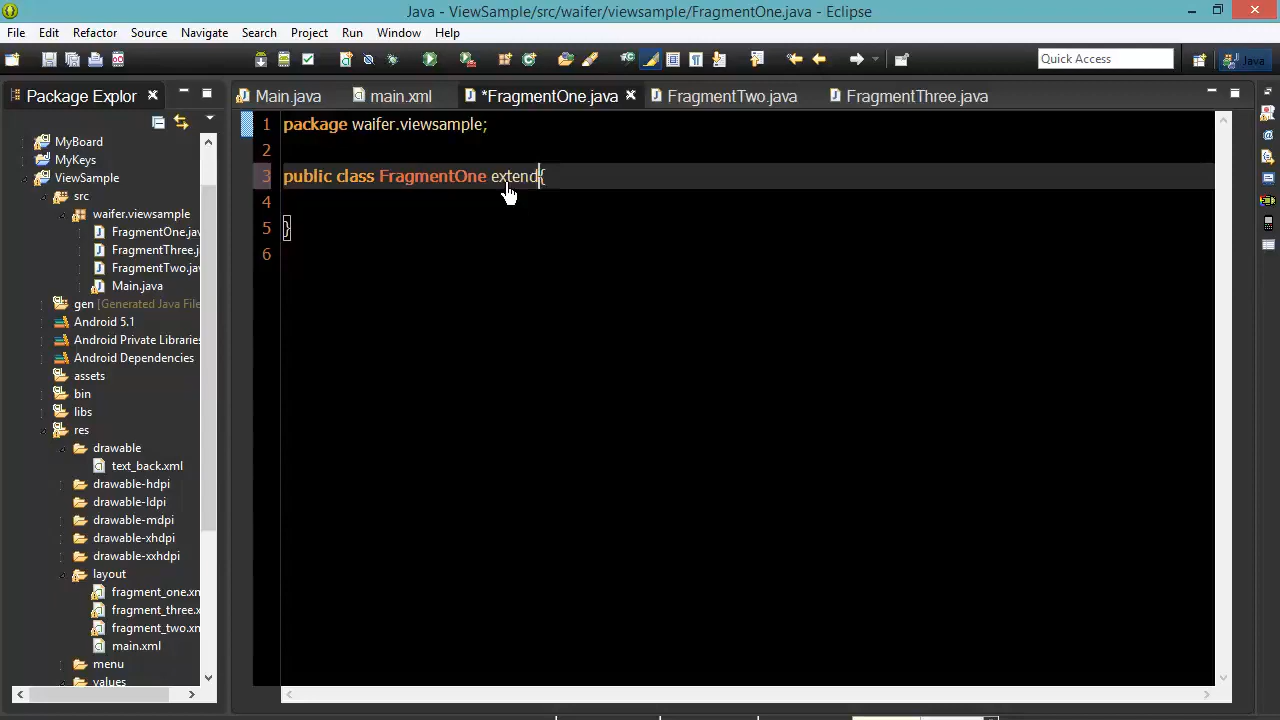 Java - ViewSample/src/waifer/viewsample/FragmentOne.java - Eclipse
File Edit Refactor Source Navigate Search Project Run Window Help
Quick Access
Java
Package Explor
Main.java
main.xml
*FragmentOne.java
FragmentTwo.java
FragmentThree.java
MyBoard
MyKeys
ViewSample
src
waifer.viewsample
FragmentOne.jav
FragmentThree.j
FragmentTwo.jav
Main.java
gen [Generated Java File
Android 5.1
Android Private Libraries
Android Dependencies
assets
bin
libs
res
drawable
text_back.xml
drawable-hdpi
drawable-ldpi
drawable-mdpi
drawable-xhdpi
drawable-xxhdpi
layout
fragment_one.xm
fragment_three.x
fragment_two.xm
main.xml
menu
values
1 package waifer.viewsample;
2
3 public class FragmentOne extend{
4
5 }
6